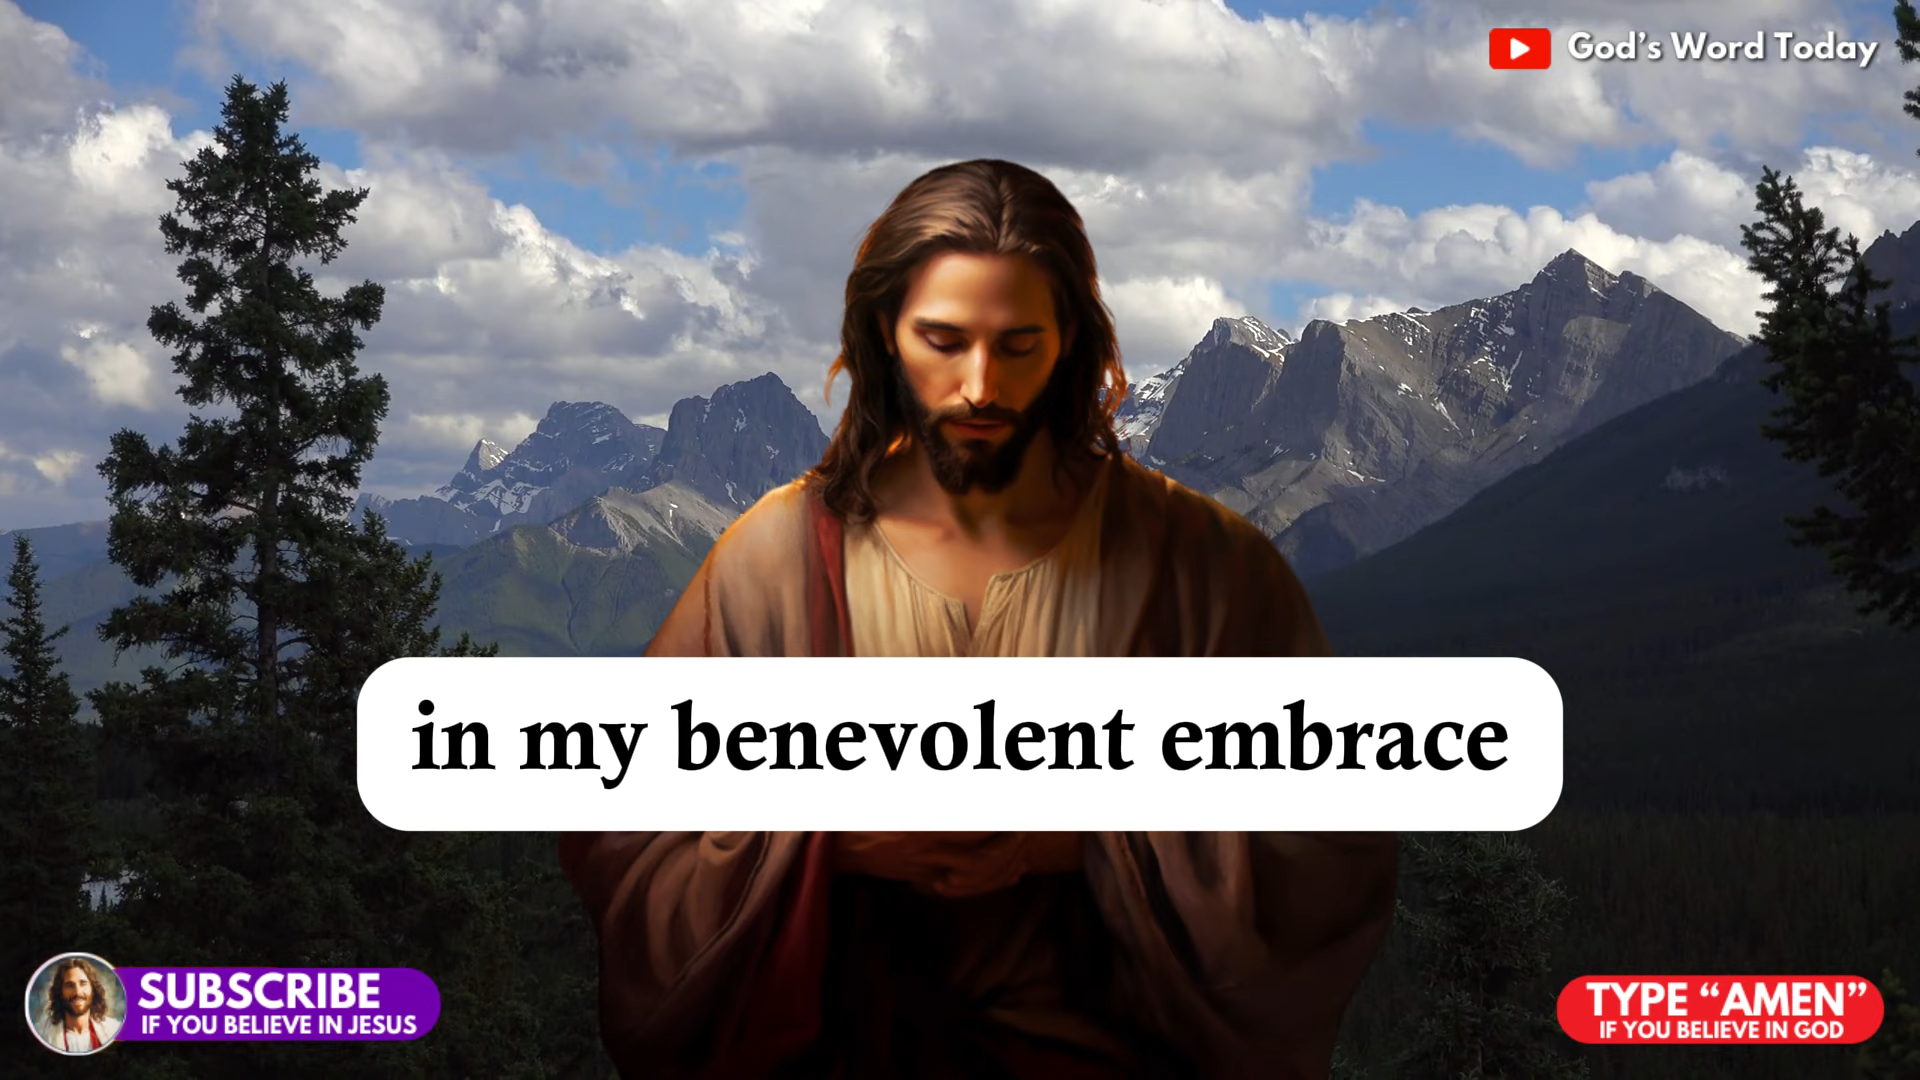 God's Word Today
in my benevolent embrace
SUBSCRIBE
IF YOU BELIEVE IN JESUS
TYPE “AMEN”
IF YOU BELIEVE IN GOD